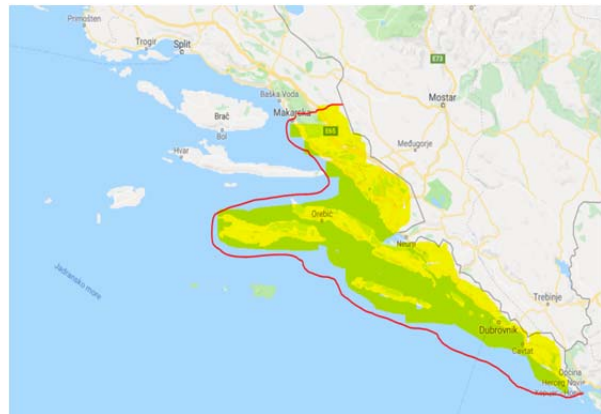 Primošten
Trogir
Split
E73
Baška Voda
Mostar
Brač
Makarska
Bol
E65
Hvar
Međugorje
Orebić
Neum
Jadransko more
Trebinje
Dubrovnik
Cavtat
Općina
Herceg Novi